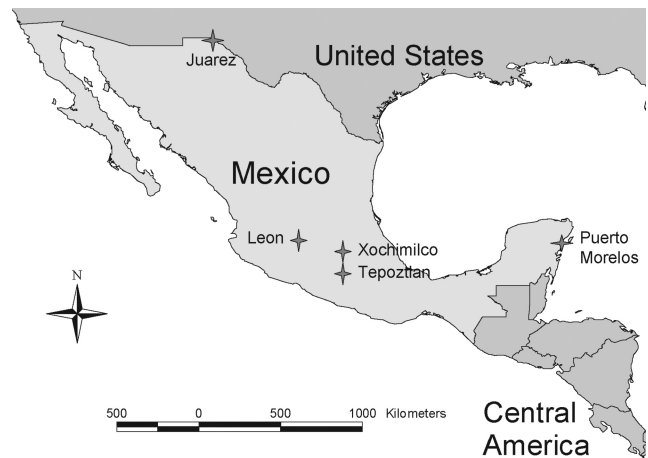 United States
Juarez
Mexico
Leon
Xochimilco
Tepoztlan
Puerto
Morelos
N
500 0 500 1000 Kilometers
Central
America